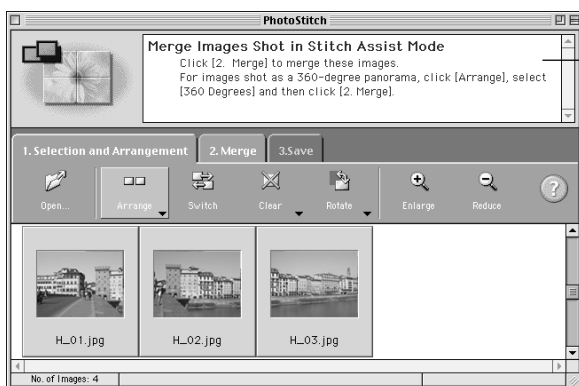 PhotoStitch
Merge Images Shot in Stitch Assist Mode
Click [2. Merge] to merge these images.
For images shot as a 360-degree panorama, click [Arrange], select
[360 Degrees] and then click [2. Merge].
1. Selection and Arrangement 2. Merge 3. Save
Open... Arrange Switch Clear Rotate Enlarge Reduce ?
H_01.jpg H_02.jpg H_03.jpg
No. of Images: 4